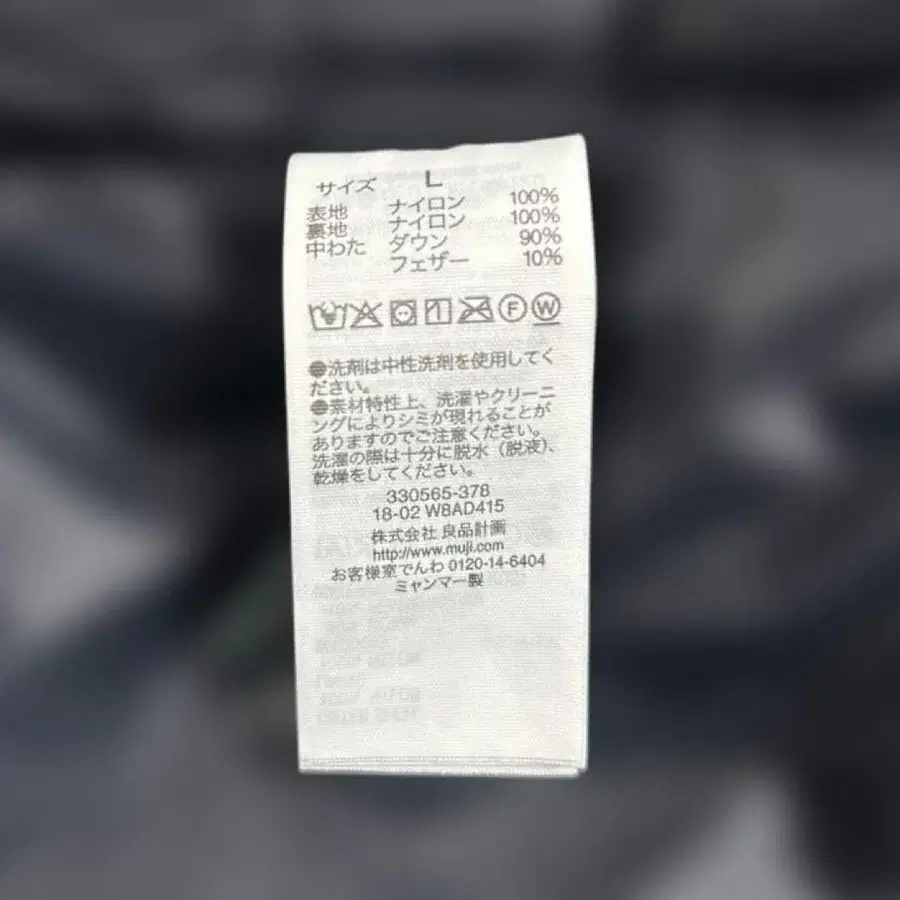 サイズ L
表地 ナイロン 100%
裏地 ナイロン 100%
中わた ダウン 90%
フェザー 10%
F W
●洗剤は中性洗剤を使用してく
ださい。
●素材特性上、洗濯やクリーニ
ングによりシミが現れることが
ありますのでご注意ください。
洗濯の際は十分に脱水（脱液）、
乾燥をしてください。
330565-378
18-02 W8AD415
株式会社 良品計画
http://www.muji.com
お客様室でんわ 0120-14-6404
ミャンマー製